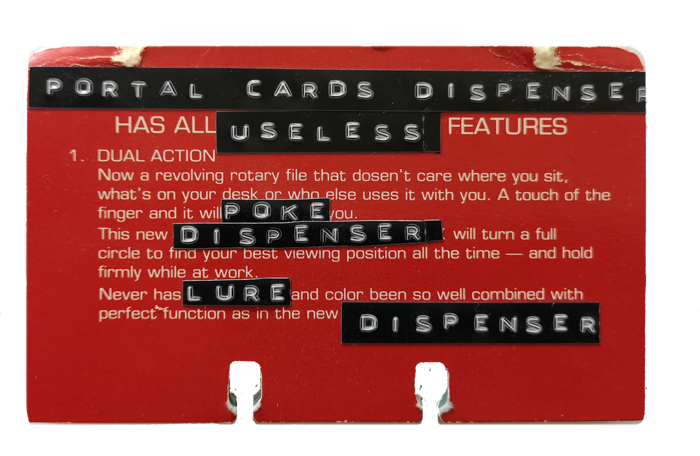 PORTAL CARDS DISPENSER
HAS ALL USELESS FEATURES
1. DUAL ACTION
Now a revolving rotary file that dosen't care where you sit,
what's on your desk or who else uses it with you. A touch of the
finger and it will POKE you.
This new DISPENSER will turn a full
circle to find your best viewing position all the time — and hold
firmly while at work.
Never has LURE and color been so well combined with
perfect function as in the new DISPENSER